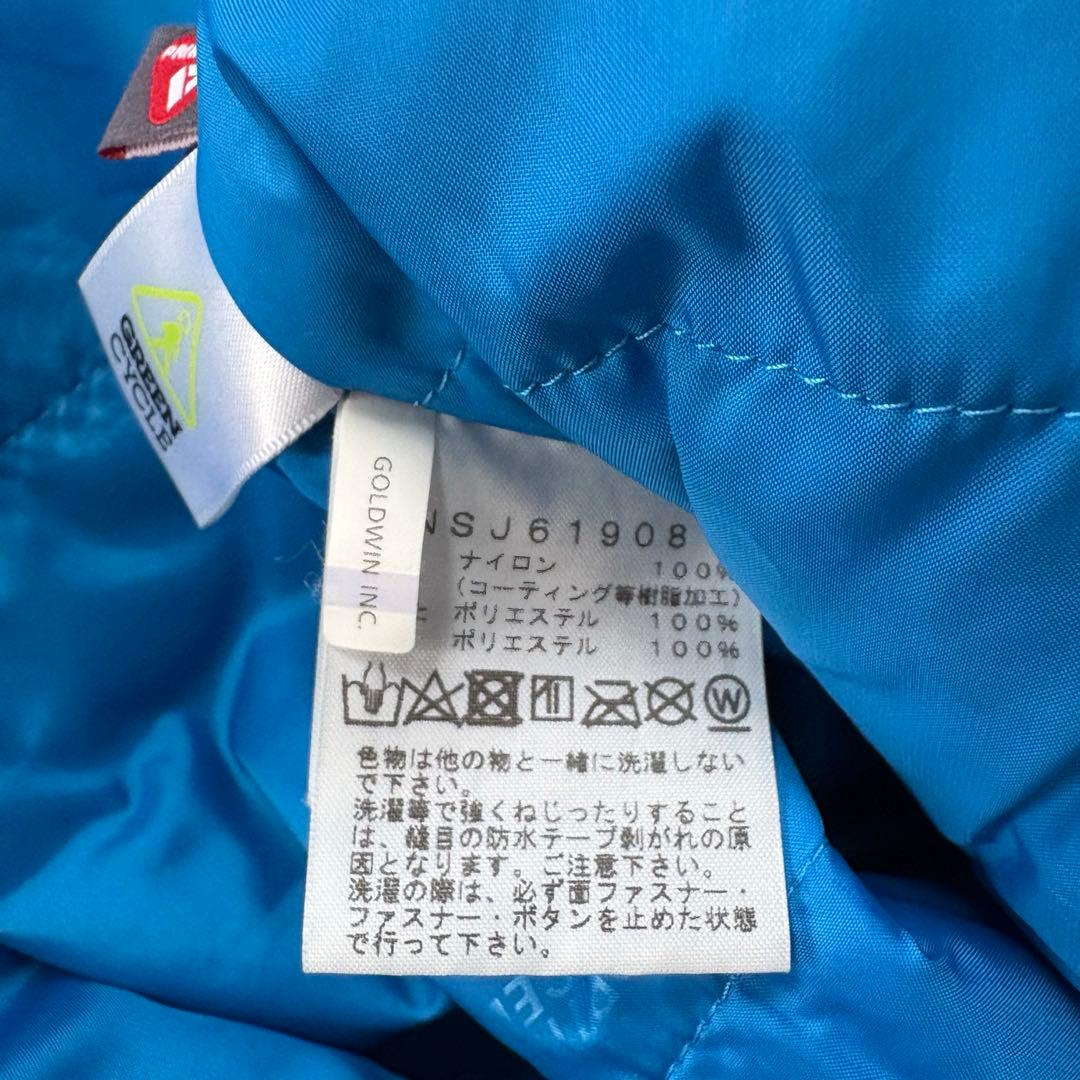 GREEN
CYCLE
GOLDWIN INC.
NSJ61908
ナイロン 100%
(コーティング等樹脂加工)
ポリエステル 100%
ポリエステル 100%
W
色物は他の物と一緒に洗濯しない
で下さい。
洗濯等で強くねじったりすること
は、縫目の防水テープ剥がれの原
因となります。ご注意下さい。
洗濯の際は、必ず面ファスナー・
ファスナー・ボタンを止めた状態
で行って下さい。